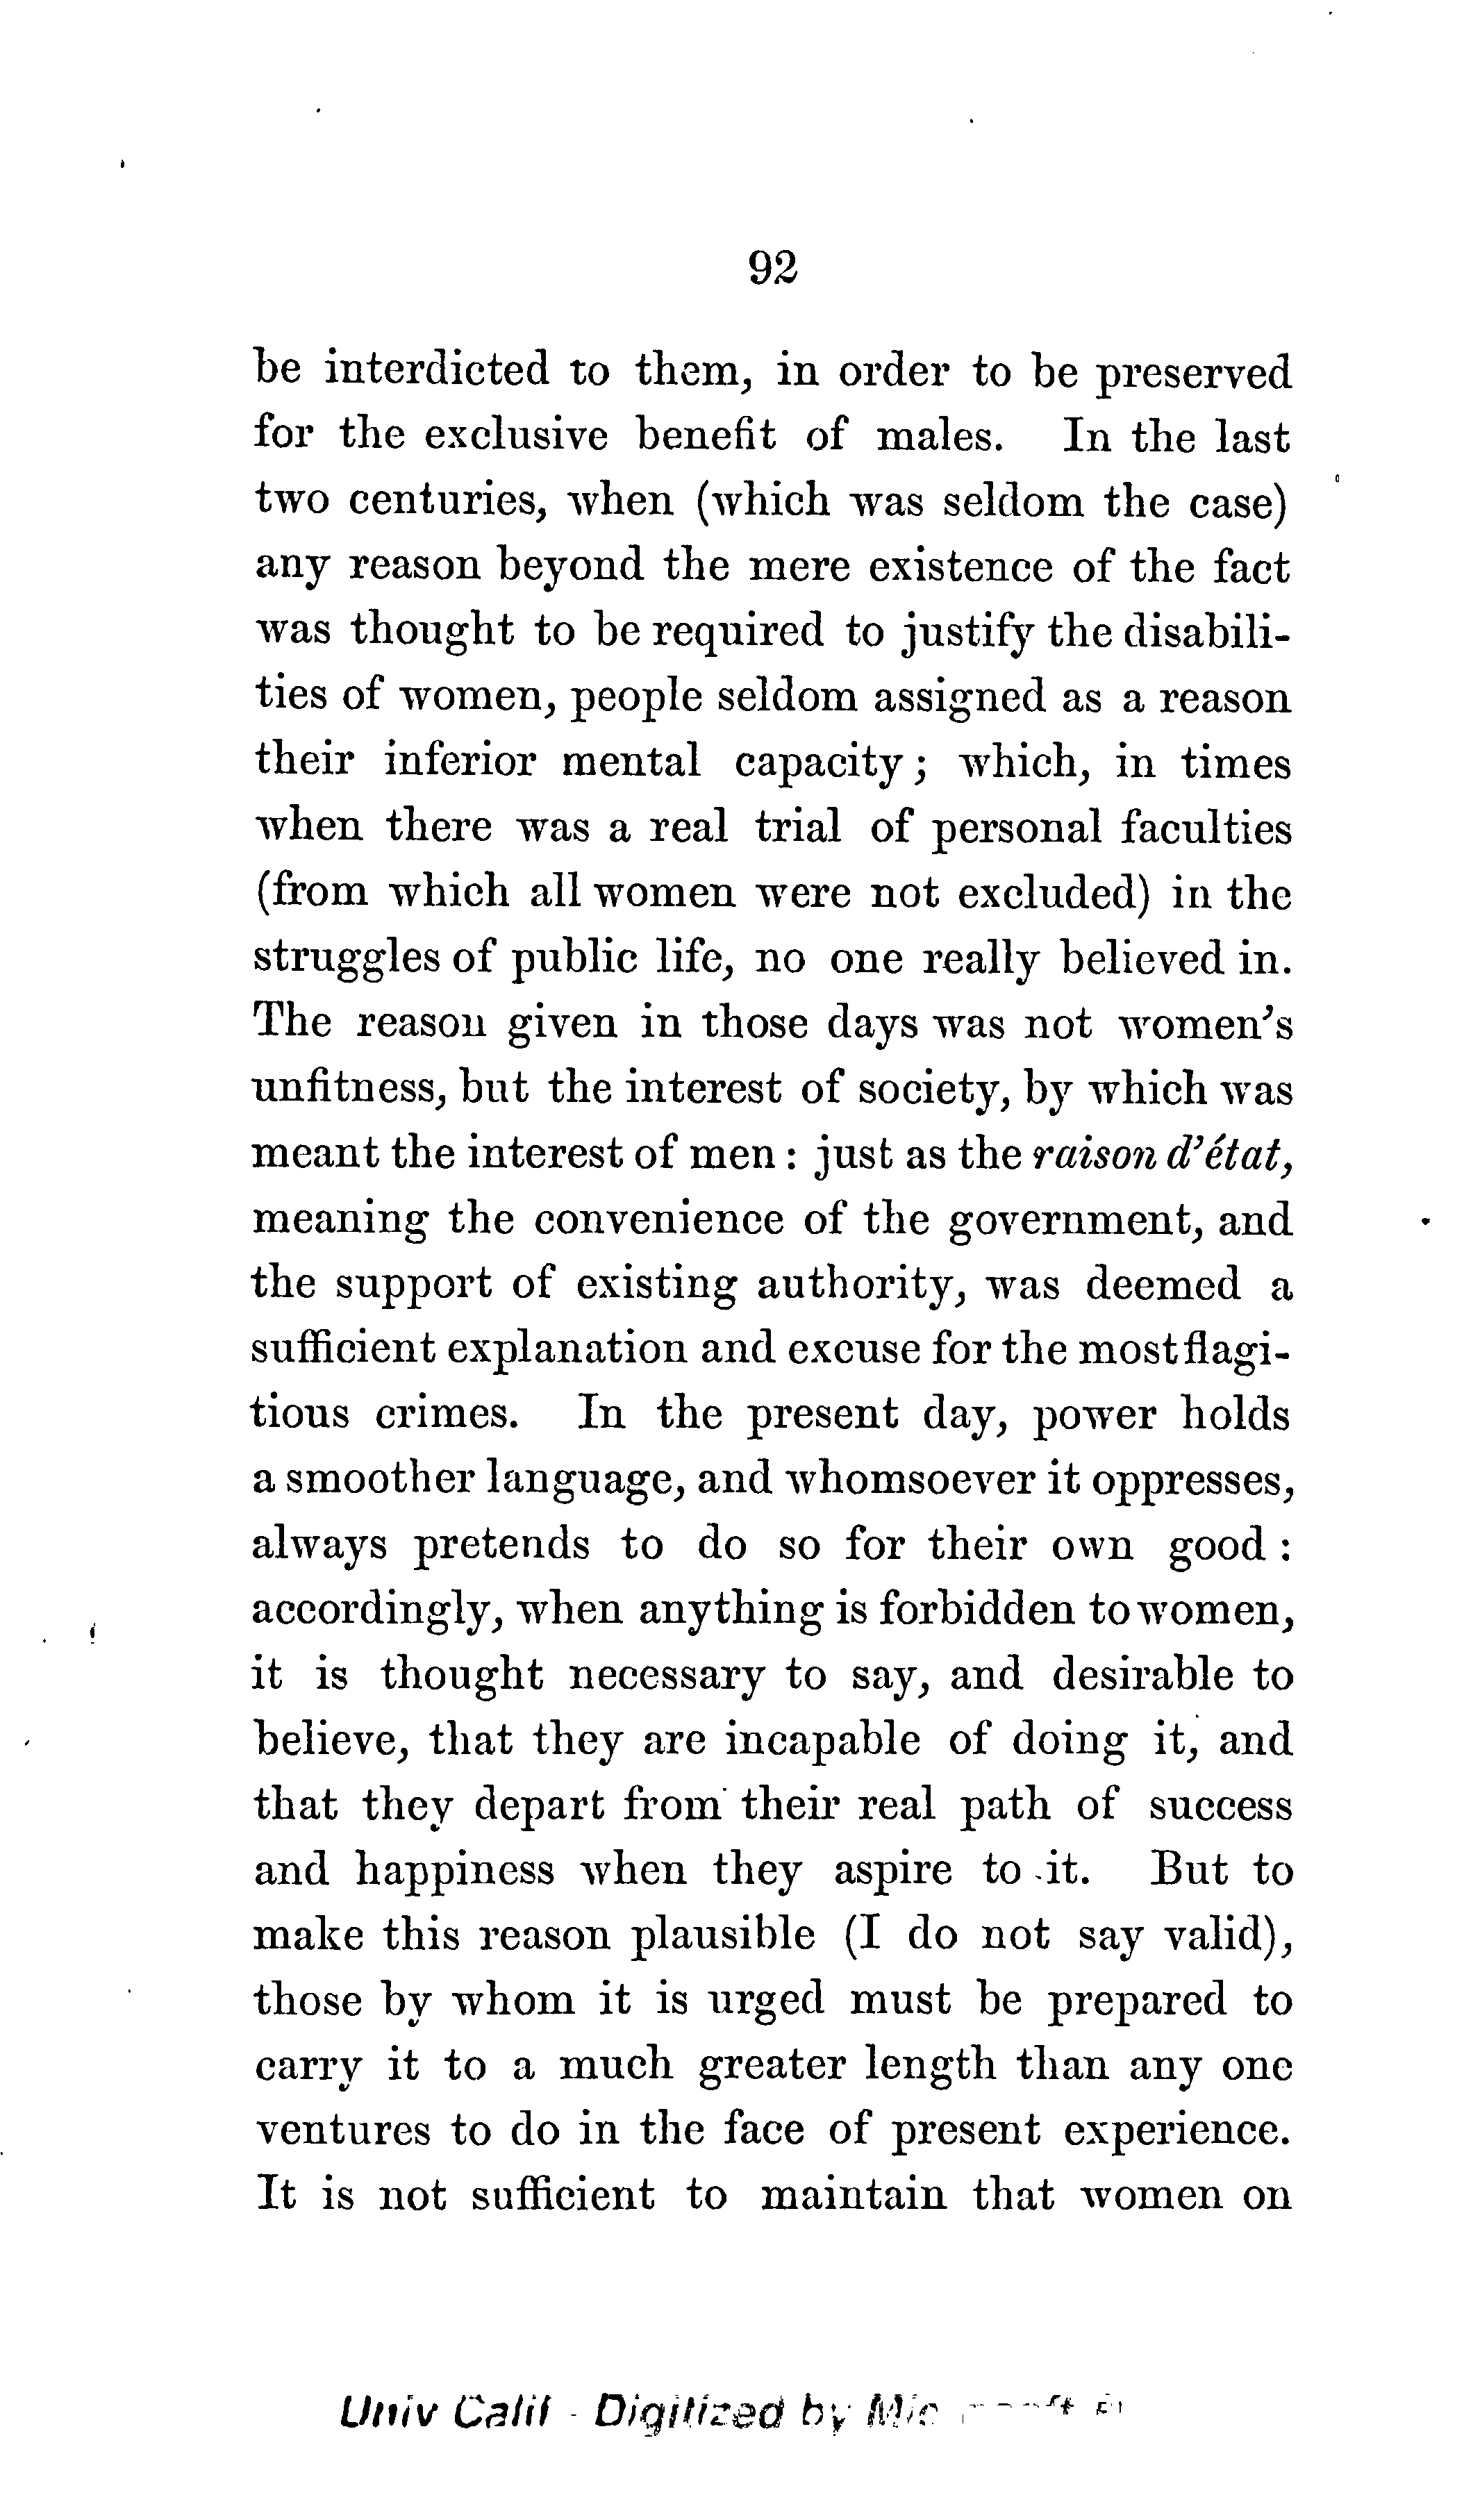 92
be interdicted to them, in order to be preserved
for the exclusive benefit of males. In the last
two centuries, when (which was seldom the case)
any reason beyond the mere existence of the fact
was thought to be required to justify the disabili-
ties of women, people seldom assigned as a reason
their inferior mental capacity; which, in times
when there was a real trial of personal faculties
(from which all women were not excluded) in the
struggles of public life, no one really believed in.
The reason given in those days was not women's
unfitness, but the interest of society, by which was
meant the interest of men: just as the raison d'état,
meaning the convenience of the government, and
the support of existing authority, was deemed a
sufficient explanation and excuse for the most flagi-
tious crimes. In the present day, power holds
a smoother language, and whomsoever it oppresses,
always pretends to do so for their own good:
accordingly, when anything is forbidden to women,
it is thought necessary to say, and desirable to
believe, that they are incapable of doing it, and
that they depart from their real path of success
and happiness when they aspire to it. But to
make this reason plausible (I do not say valid),
those by whom it is urged must be prepared to
carry it to a much greater length than any one
ventures to do in the face of present experience.
It is not sufficient to maintain that women on
Univ Calif - Digitized by